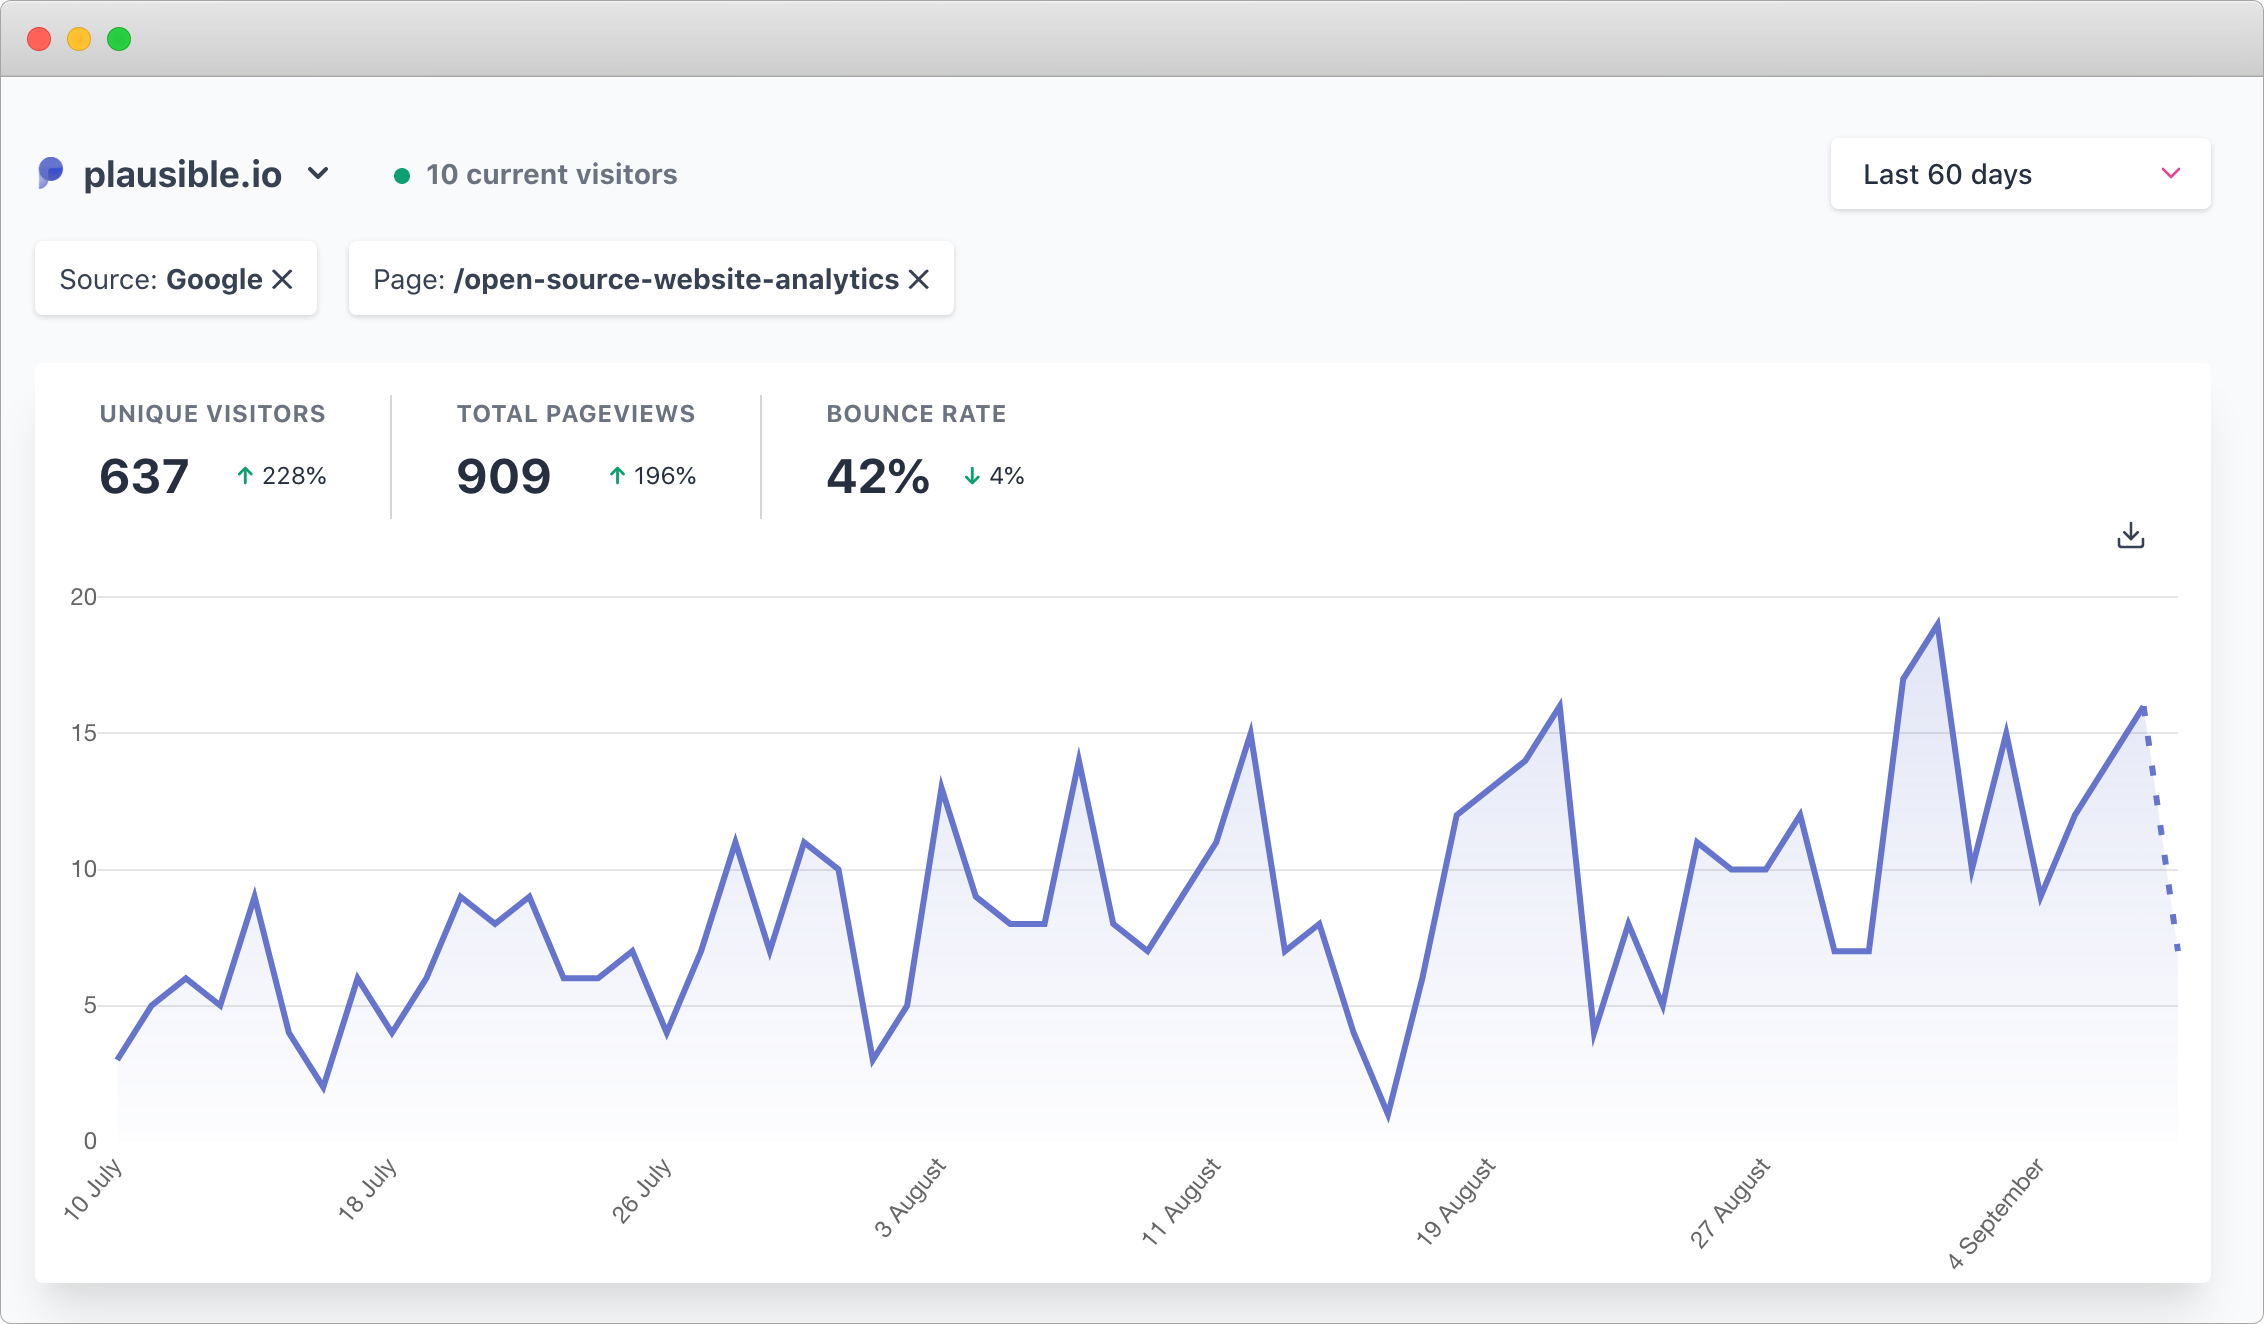 plausible.io
10 current visitors
Last 60 days
Source: Google
Page: /open-source-website-analytics
UNIQUE VISITORS
637 228%
TOTAL PAGEVIEWS
909 196%
BOUNCE RATE
42% 4%
20
15
10
5
0
10 July
18 July
26 July
3 August
11 August
19 August
27 August
4 September